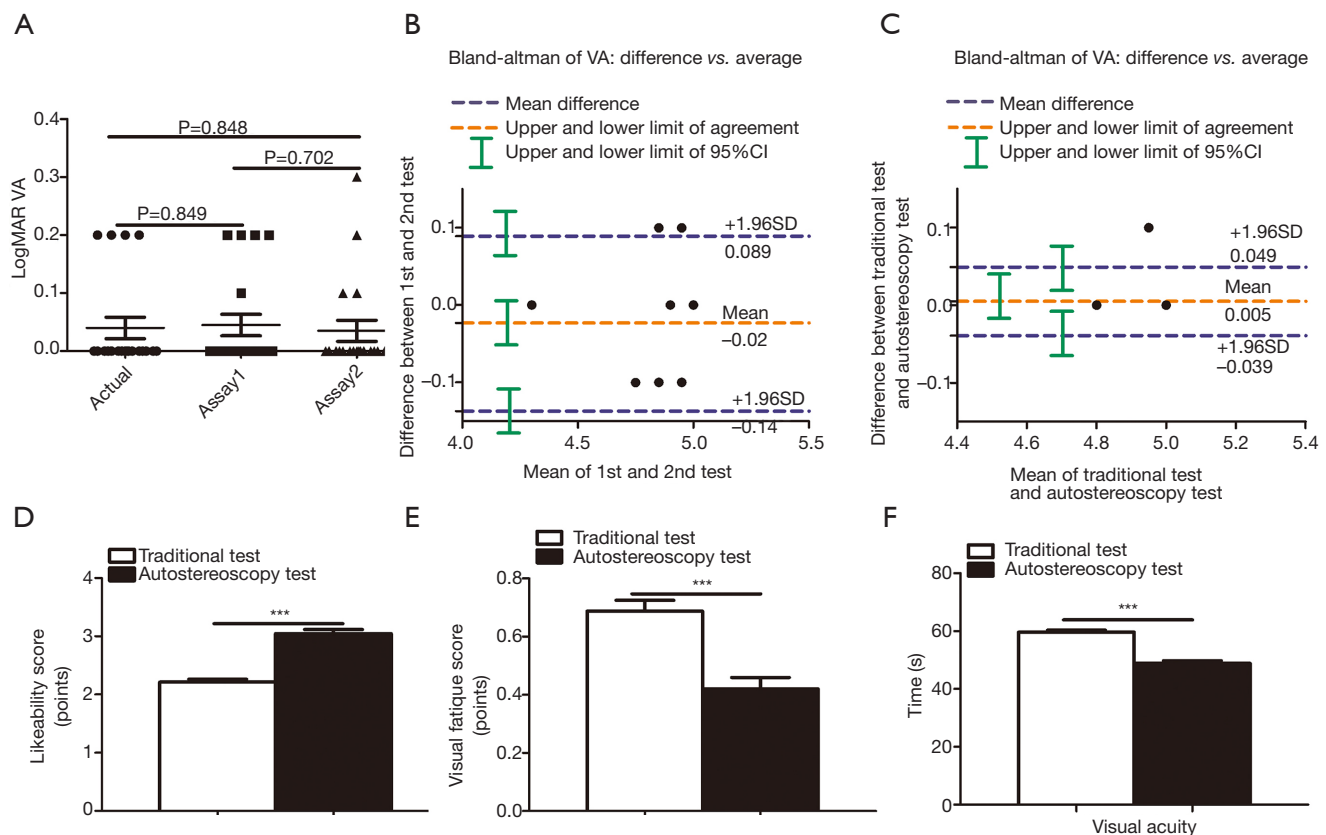 A
LogMAR VA
0.4
0.3
0.2
0.1
0.0
P=0.848
P=0.702
P=0.849
Actual
Assay1
Assay2
B
Bland-altman of VA: difference vs. average
Mean difference
Upper and lower limit of agreement
Upper and lower limit of 95%CI
Difference between 1st and 2nd test
0.1
0.0
−0.1
+1.96SD
0.089
Mean
−0.02
+1.96SD
−0.14
4.0
4.5
5.0
5.5
Mean of 1st and 2nd test
C
Bland-altman of VA: difference vs. average
Mean difference
Upper and lower limit of agreement
Upper and lower limit of 95%CI
Difference between traditional test
and autostereoscopy test
0.1
0.0
−0.1
+1.96SD
0.049
Mean
0.005
+1.96SD
−0.039
4.4
4.6
4.8
5.0
5.2
5.4
Mean of traditional test
and autostereoscopy test
D
Traditional test
Autostereoscopy test
Likeability score
(points)
4
3
2
1
0
***
E
Traditional test
Autostereoscopy test
Visual fatique score
(points)
0.8
0.6
0.4
0.2
0.0
***
F
Traditional test
Autostereoscopy test
Time (s)
80
60
40
20
0
***
Visual acuity